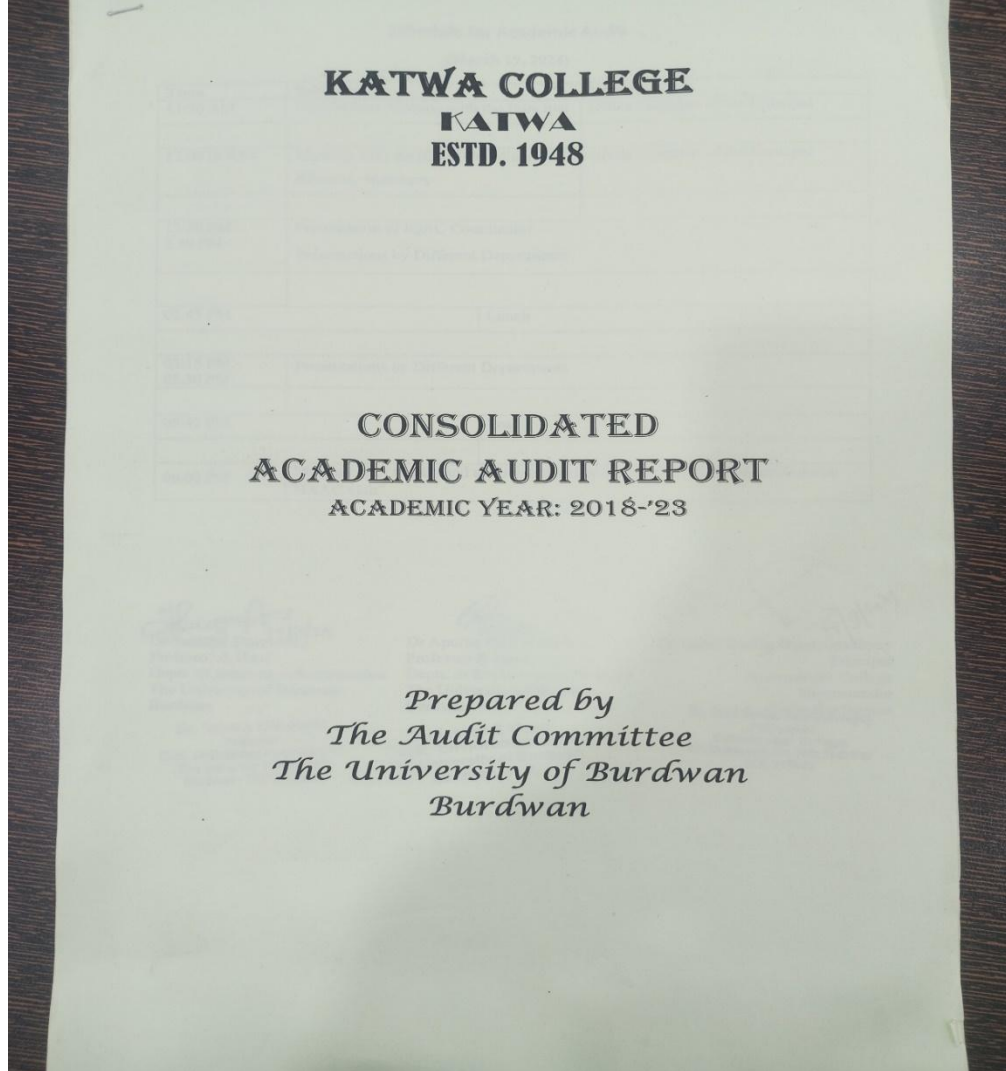 KATWA COLLEGE
KATWA
ESTD. 1948
CONSOLIDATED
ACADEMIC AUDIT REPORT
ACADEMIC YEAR: 2018-'23
Prepared by
The Audit Committee
The University of Burdwan
Burdwan